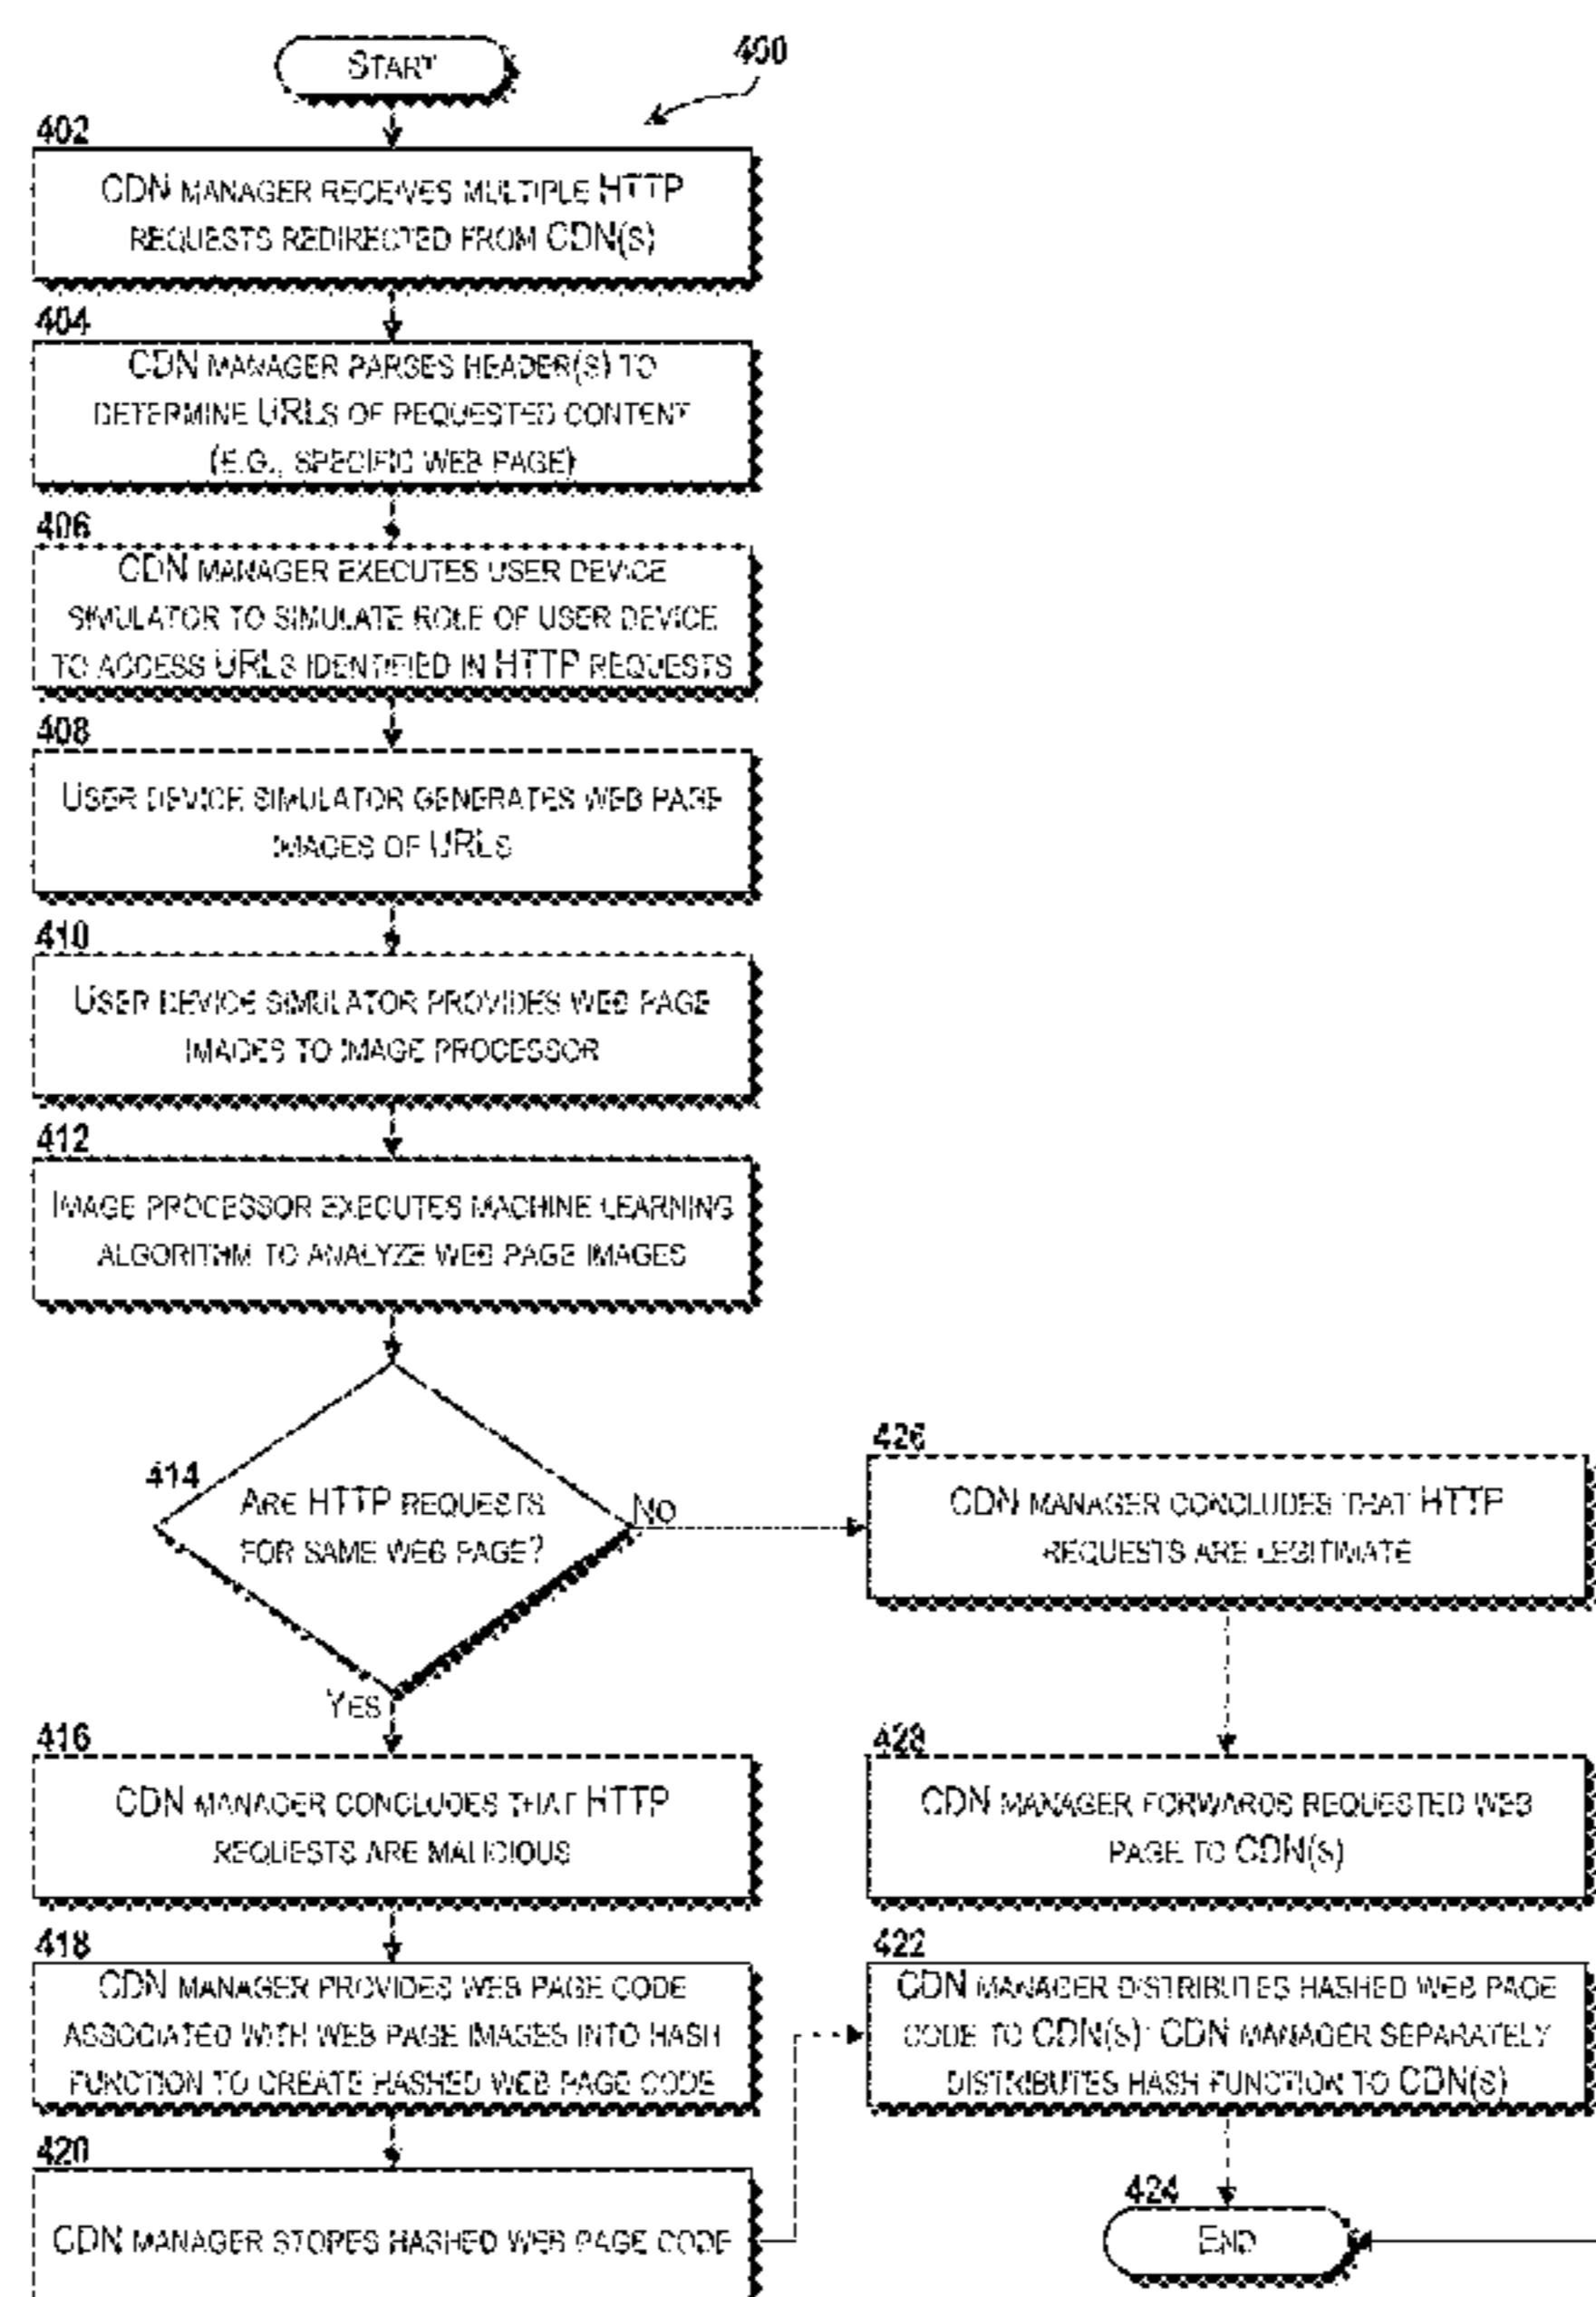 START
400
402
CDN MANAGER RECEIVES MULTIPLE HTTP
REQUESTS REDIRECTED FROM CDN(S)
404
CDN MANAGER PARSES HEADER(S) TO
DETERMINE URLS OF REQUESTED CONTENT
(E.G., SPECIFIC WEB PAGE)
406
CDN MANAGER EXECUTES USER DEVICE
SIMULATOR TO SIMULATE ROLE OF USER DEVICE
TO ACCESS URLS IDENTIFIED IN HTTP REQUESTS
408
USER DEVICE SIMULATOR GENERATES WEB PAGE
IMAGES OF URLS
410
USER DEVICE SIMULATOR PROVIDES WEB PAGE
IMAGES TO IMAGE PROCESSOR
412
IMAGE PROCESSOR EXECUTES MACHINE LEARNING
ALGORITHM TO ANALYZE WEB PAGE IMAGES
414
ARE HTTP REQUESTS
FOR SAME WEB PAGE?
NO
YES
426
CDN MANAGER CONCLUDES THAT HTTP
REQUESTS ARE LEGITIMATE
416
CDN MANAGER CONCLUDES THAT HTTP
REQUESTS ARE MALICIOUS
428
CDN MANAGER FORWARDS REQUESTED WEB
PAGE TO CDN(S)
418
CDN MANAGER PROVIDES WEB PAGE CODE
ASSOCIATED WITH WEB PAGE IMAGES INTO HASH
FUNCTION TO CREATE HASHED WEB PAGE CODE
422
CDN MANAGER DISTRIBUTES HASHED WEB PAGE
CODE TO CDN(S); CDN MANAGER SEPARATELY
DISTRIBUTES HASH FUNCTION TO CDN(S)
420
CDN MANAGER STORES HASHED WEB PAGE CODE
424
END